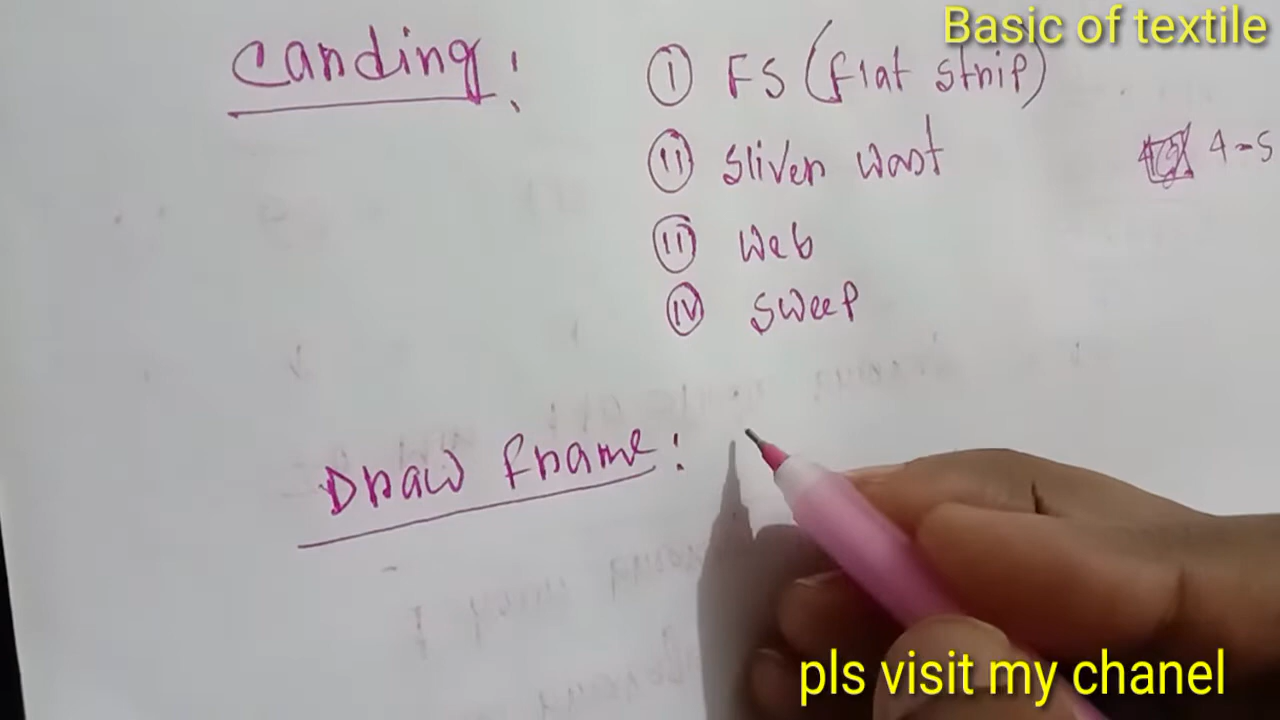 Basic of textile
Carding :
(I) FS (flat strip)
(II) Sliver wast
4-5
(II) Web
(IV) Sweep
Draw frame :
pls visit my chanel